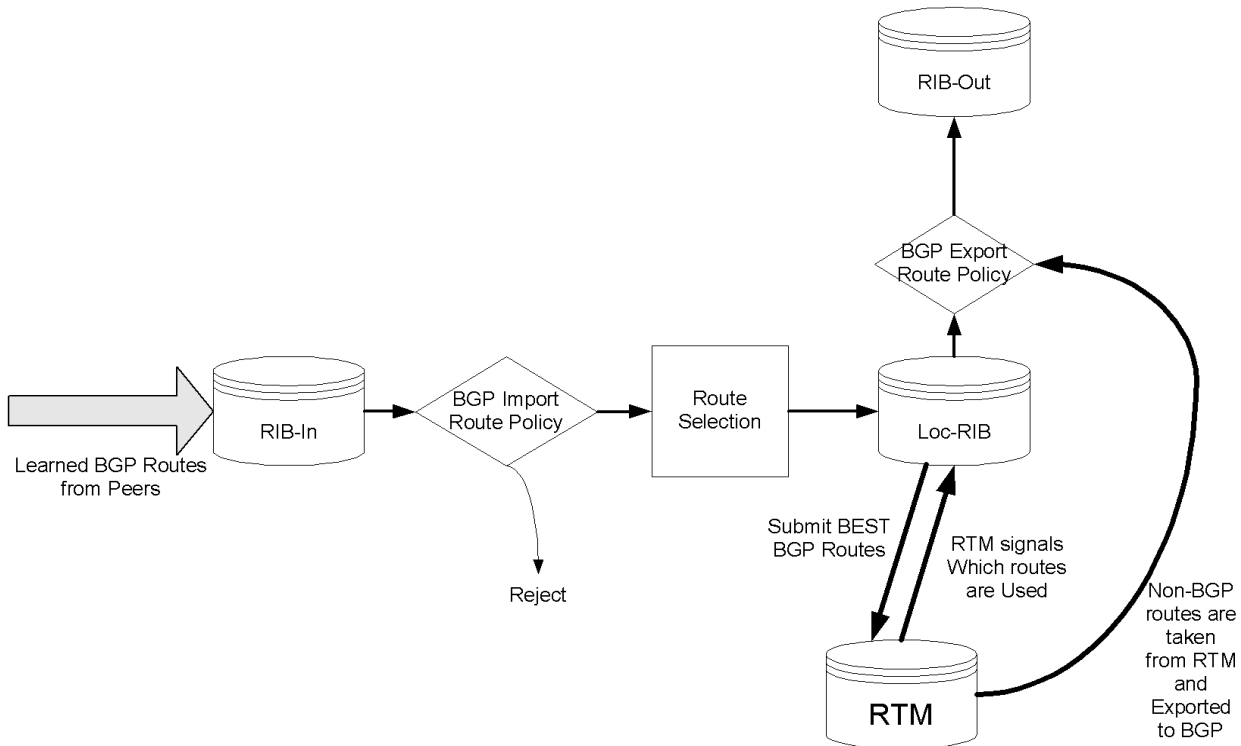 RIB-Out
BGP Export
Route Policy
Learned BGP Routes
from Peers
RIB-In
BGP Import
Route Policy
Reject
Route
Selection
Loc-RIB
Submit BEST
BGP Routes
RTM signals
Which routes
are Used
RTM
Non-BGP
routes are
taken
from RTM
and
Exported
to BGP